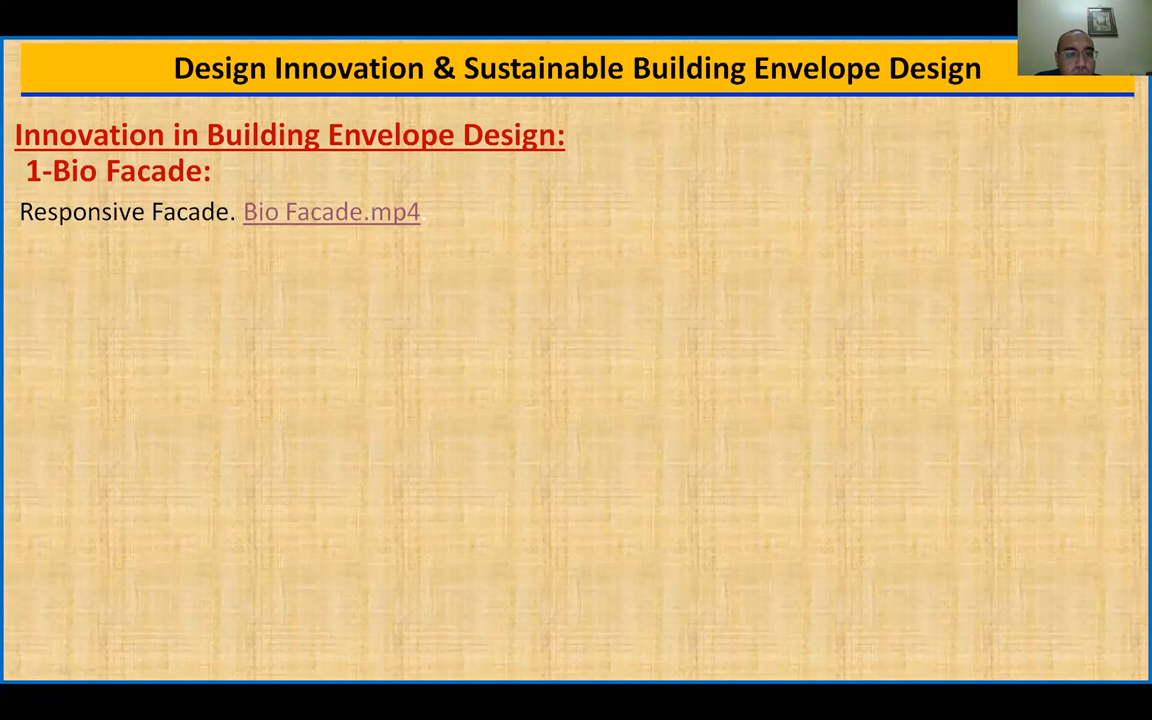 Design Innovation & Sustainable Building Envelope Design
Innovation in Building Envelope Design:
1-Bio Facade:
Responsive Facade. Bio Facade.mp4.